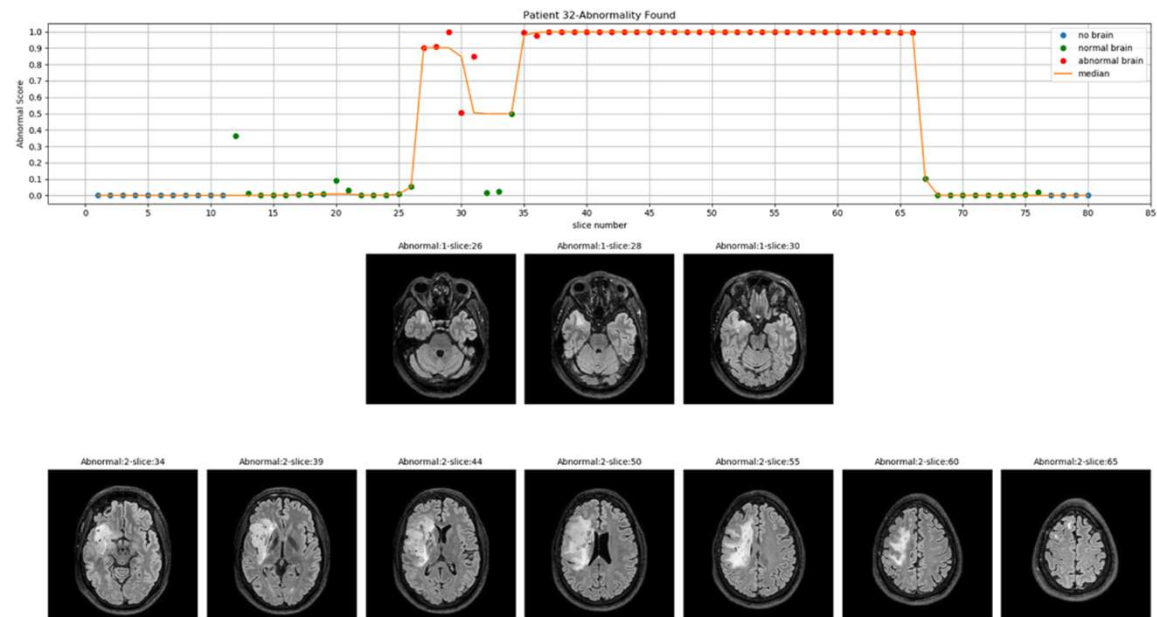 Patient 32-Abnormality Found
Abnormal Score
1.0
0.9
0.8
0.7
0.6
0.5
0.4
0.3
0.2
0.1
0.0
no brain
normal brain
abnormal brain
median
0 5 10 15 20 25 30 35 40 45 50 55 60 65 70 75 80 85
slice number
Abnormal:1-slice:26 Abnormal:1-slice:28 Abnormal:1-slice:30
Abnormal:2-slice:34 Abnormal:2-slice:39 Abnormal:2-slice:44 Abnormal:2-slice:50 Abnormal:2-slice:55 Abnormal:2-slice:60 Abnormal:2-slice:65